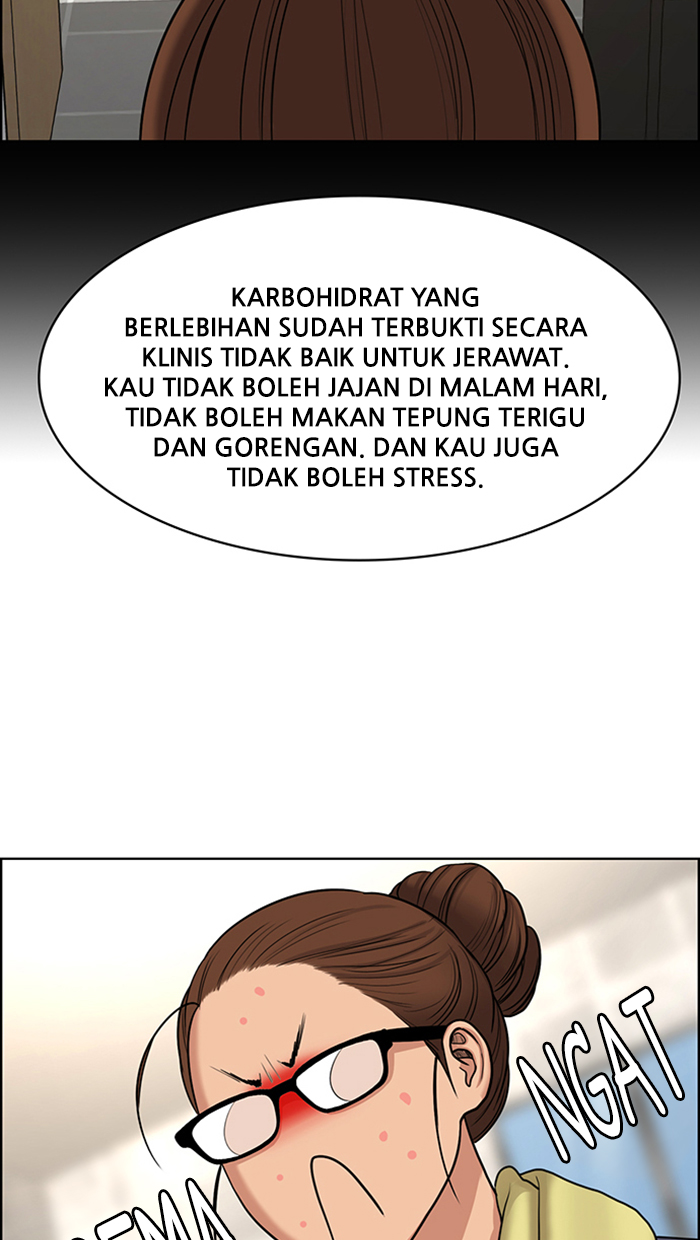 KARBOHIDRAT YANG
BERLEBIHAN SUDAH TERBUKTI SECARA
KLINIS TIDAK BAIK UNTUK JERAWAT.
KAU TIDAK BOLEH JAJAN DI MALAM HARI,
TIDAK BOLEH MAKAN TEPUNG TERIGU
DAN GORENGAN. DAN KAU JUGA
TIDAK BOLEH STRESS.
NGAT